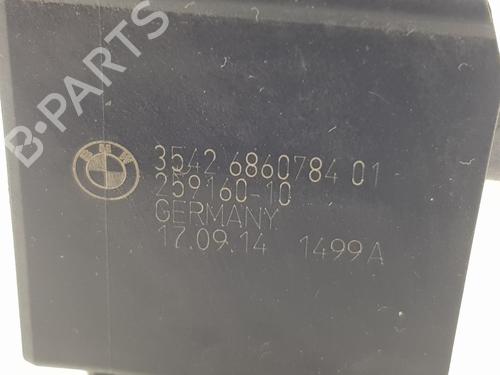 B-PARTS
BMW
3542 6860784 01
259160-10
GERMANY
17.09.14 1499A